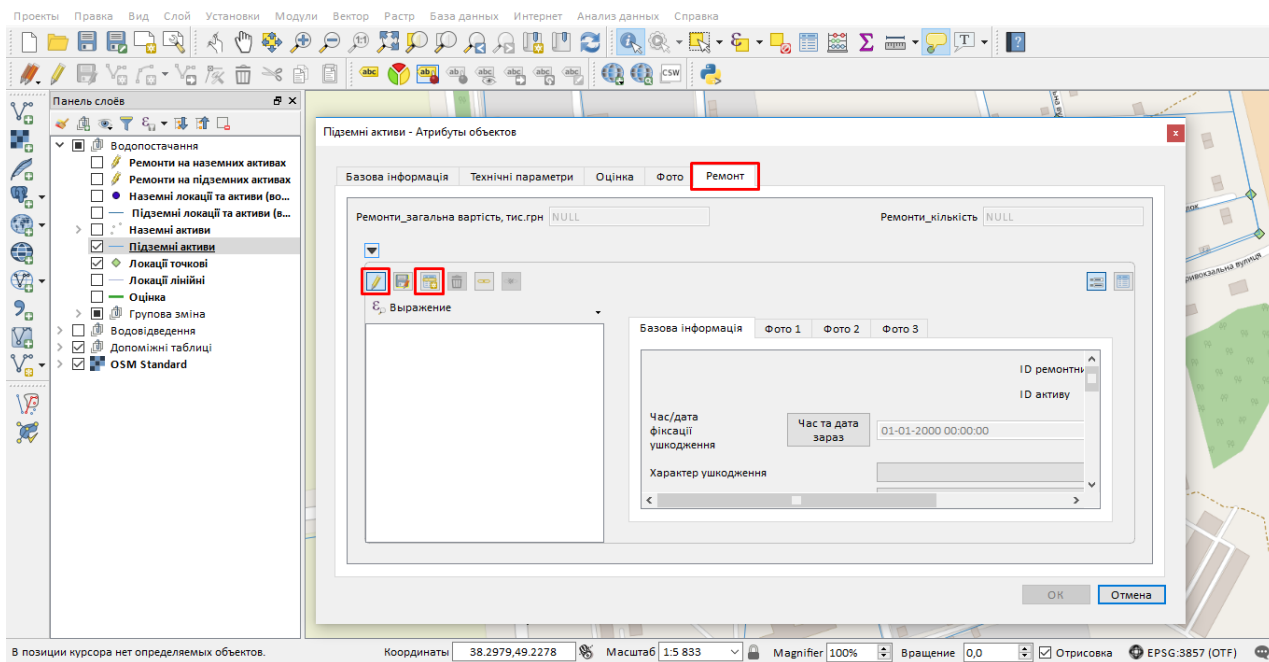 Проекты Правка Вид Слой Установки Модули Вектор Растр База данных Интернет Анализ данных Справка
Панель слоёв
Водопостачання
Ремонти на наземних активах
Ремонти на підземних активах
Наземні локації та активи (во...
Підземні локації та активи (в...
Наземні активи
Підземні активи
Локації точкові
Локації лінійні
Оцінка
Групова зміна
Водовідведення
Допоміжні таблиці
OSM Standard
Підземні активи - Атрибуты объектов
Базова інформація Технічні параметри Оцінка Фото Ремонт
Ремонти_загальна вартість, тис.грн NULL Ремонти_кількість NULL
Выражение
Базова інформація Фото 1 Фото 2 Фото 3
ID ремонтн
ID активу
Час/дата
фіксації
ушкодження
Час та дата
зараз
01-01-2000 00:00:00
Характер ушкодження
OK Отмена
В позиции курсора нет определяемых объектов. Координаты 38.2979,49.2278 Масштаб 1:5 833 Magnifier 100% Вращение 0,0 Отрисовка EPSG:3857 (OTF)